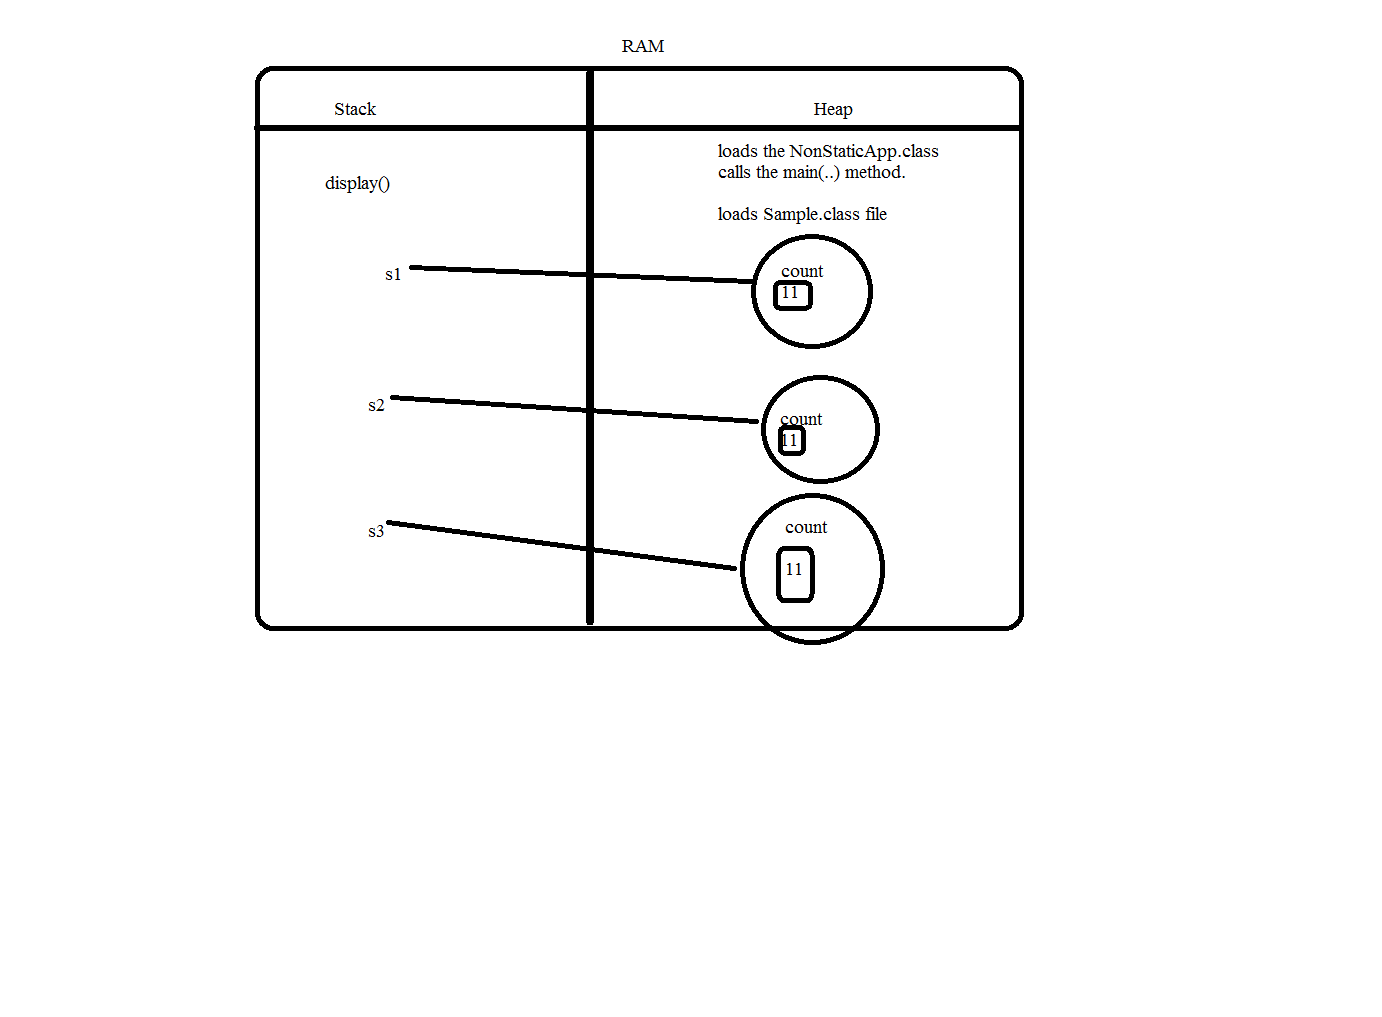 RAM
Stack
Heap
loads the NonStaticApp.class
calls the main(..) method.
display()
loads Sample.class file
s1
count
11
s2
count
11
s3
count
11